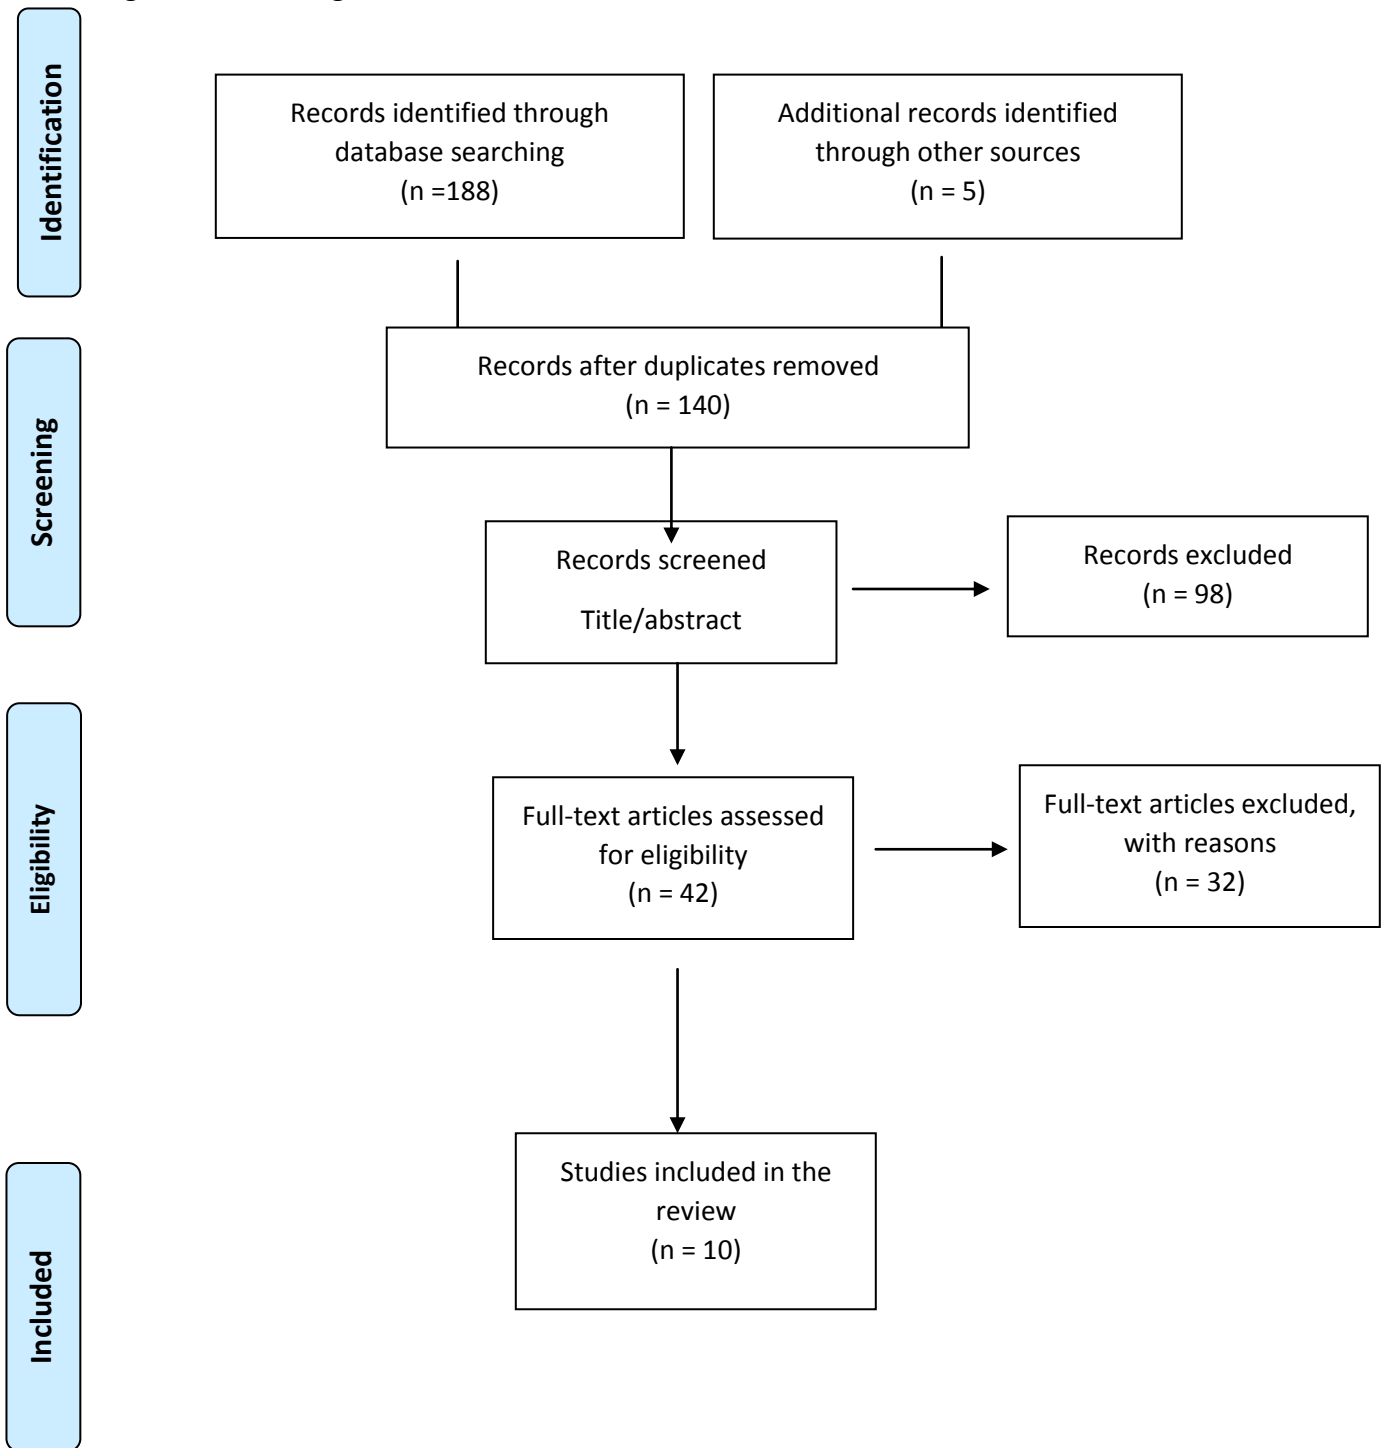 Identification
Records identified through
database searching
(n =188)
Additional records identified
through other sources
(n = 5)
Records after duplicates removed
(n = 140)
Screening
Records screened
Title/abstract
Records excluded
(n = 98)
Eligibility
Full-text articles assessed
for eligibility
(n = 42)
Full-text articles excluded,
with reasons
(n = 32)
Included
Studies included in the
review
(n = 10)